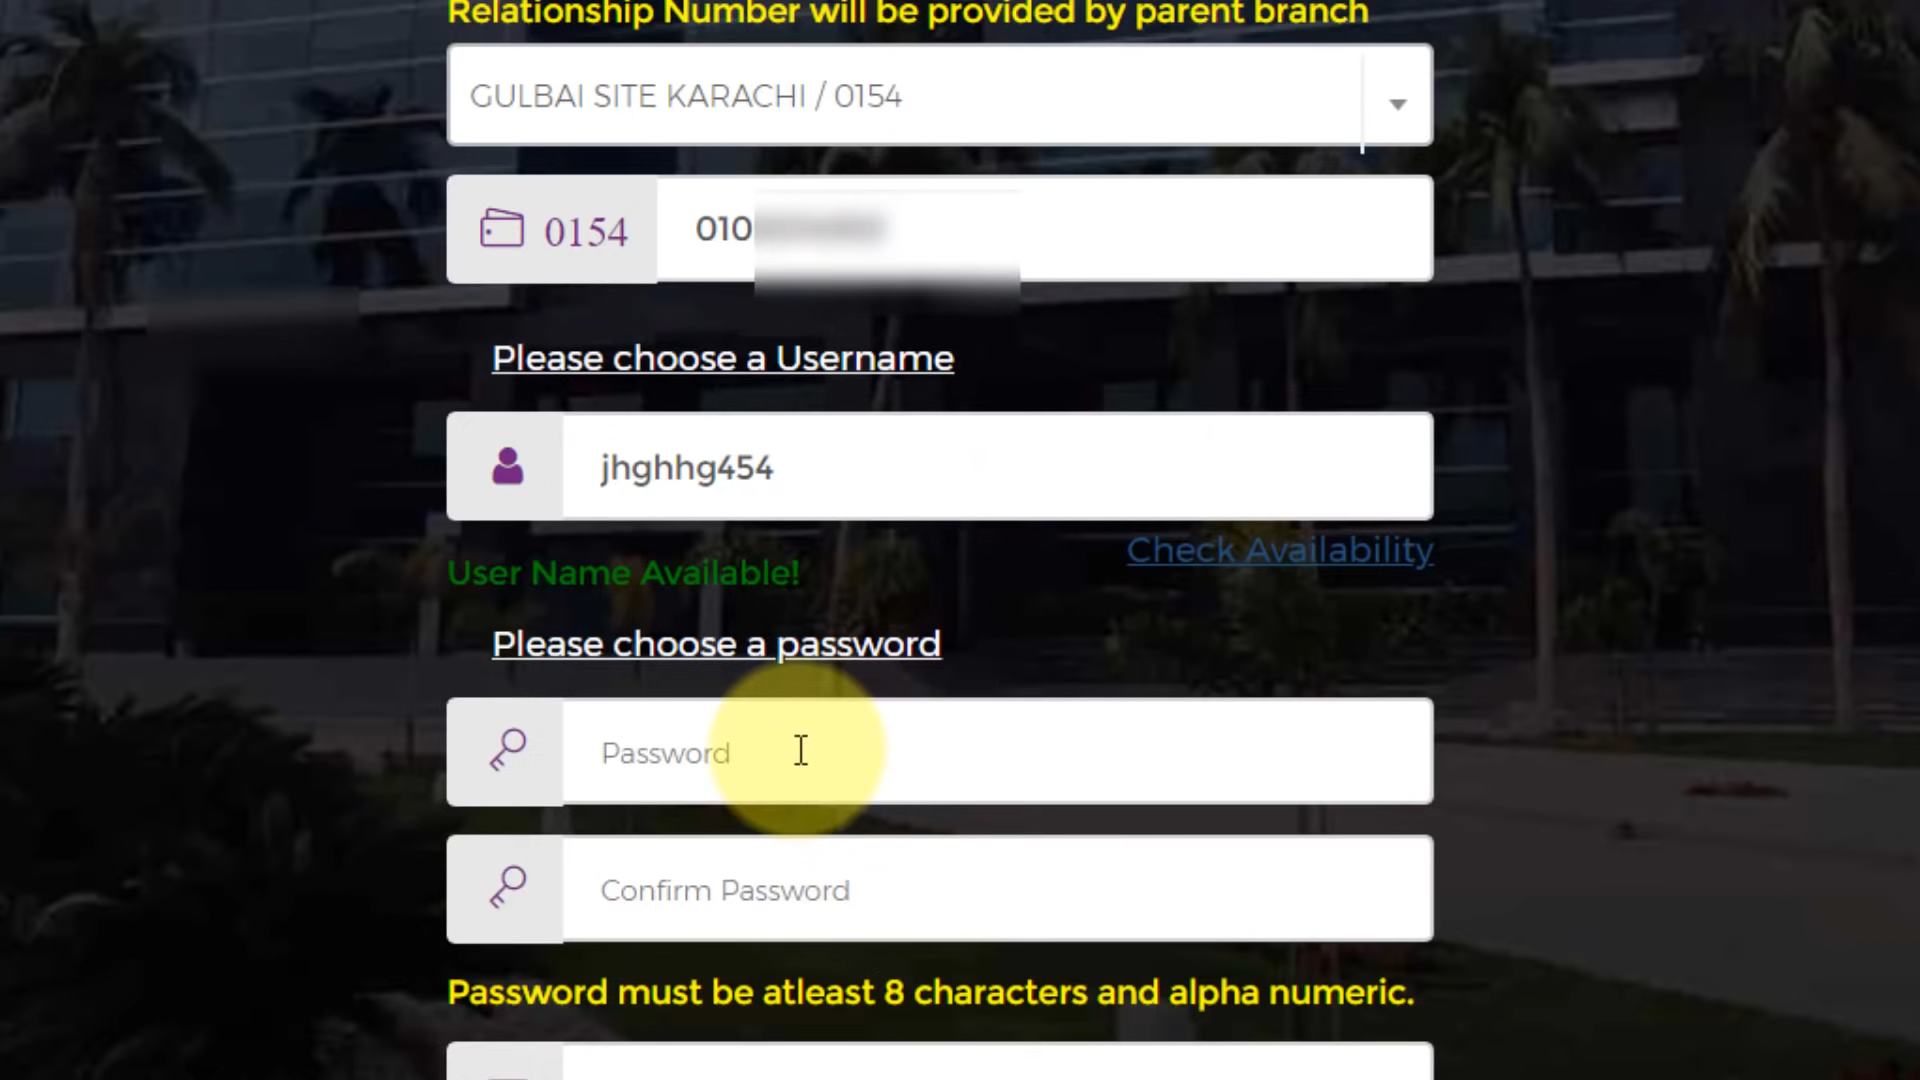 Relationship Number will be provided by parent branch
GULBAI SITE KARACHI / 0154
0154 010
Please choose a Username
jhghhg454
Check Availability
User Name Available!
Please choose a password
Password
Confirm Password
Password must be atleast 8 characters and alpha numeric.